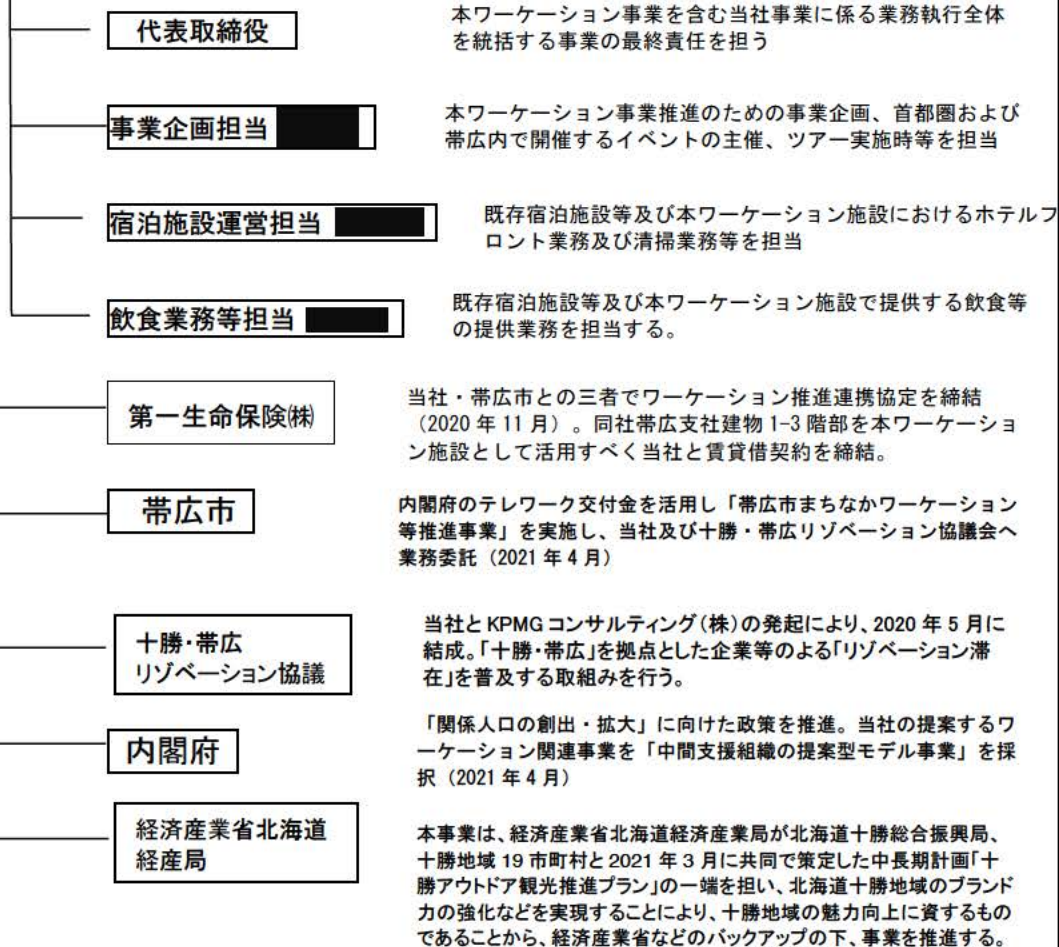 代表取締役
本ワーケーション事業を含む当社事業に係る業務執行全体
を統括する事業の最終責任を担う
事業企画担当
本ワーケーション事業推進のための事業企画、首都圏および
帯広内で開催するイベントの主催、ツアー実施時等を担当
宿泊施設運営担当
既存宿泊施設等及び本ワーケーション施設におけるホテルフ
ロント業務及び清掃業務等を担当
飲食業務等担当
既存宿泊施設等及び本ワーケーション施設で提供する飲食等
の提供業務を担当する。
第一生命保険㈱
当社・帯広市との三者でワーケーション推進連携協定を締結
（2020 年 11 月）。同社帯広支社建物 1-3 階部を本ワーケーショ
ン施設として活用すべく当社と賃貸借契約を締結。
帯広市
内閣府のテレワーク交付金を活用し「帯広市まちなかワーケーション
等推進事業」を実施し、当社及び十勝・帯広リゾベーション協議会へ
業務委託（2021 年 4 月）
十勝・帯広
リゾベーション協議
当社と KPMG コンサルティング（株）の発起により、2020 年 5 月に
結成。「十勝・帯広」を拠点とした企業等のよる「リゾベーション滞
在」を普及する取組みを行う。
内閣府
「関係人口の創出・拡大」に向けた政策を推進。当社の提案するワ
ーケーション関連事業を「中間支援組織の提案型モデル事業」を採
択（2021 年 4 月）
経済産業省北海道
経産局
本事業は、経済産業省北海道経済産業局が北海道十勝総合振興局、
十勝地域 19 市町村と 2021 年 3 月に共同で策定した中長期計画「十
勝アウトドア観光推進プラン」の一端を担い、北海道十勝地域のブランド
力の強化などを実現することにより、十勝地域の魅力向上に資するもの
であることから、経済産業省などのバックアップの下、事業を推進する。